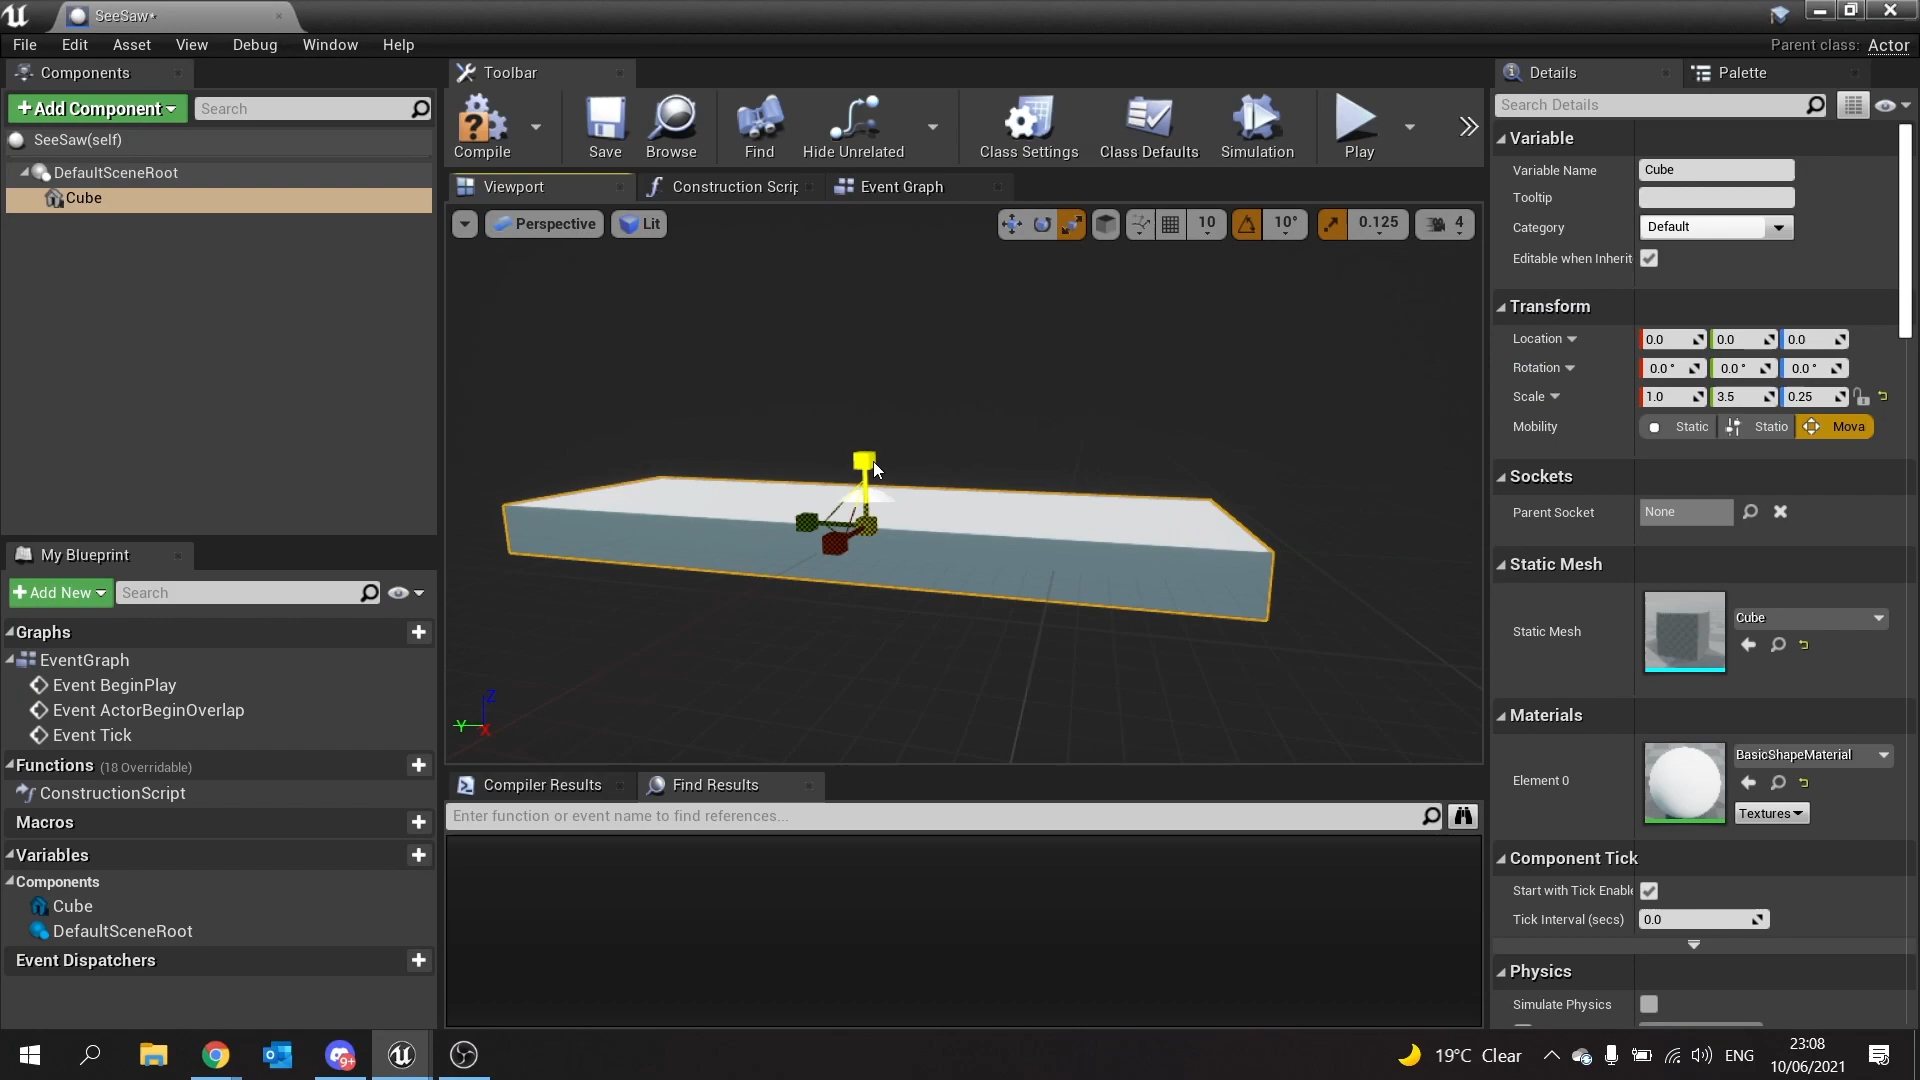 SeeSaw*
File Edit Asset View Debug Window Help
Parent class: Actor
Components
Toolbar
Details
Palette
Add Component
Search
Search Details
SeeSaw(self)
DefaultSceneRoot
Cube
Compile
Save
Browse
Find
Hide Unrelated
Class Settings
Class Defaults
Simulation
Play
Viewport
Construction Scrip
Event Graph
Perspective
Lit
10
10°
0.125
4
Variable
Variable Name Cube
Tooltip
Category Default
Editable when Inherit
Transform
Location 0.0 0.0 0.0
Rotation 0.0 ° 0.0 ° 0.0 °
Scale 1.0 3.5 0.25
Mobility Static Statio Mova
Sockets
Parent Socket None
Static Mesh
Static Mesh Cube
Materials
Element 0 BasicShapeMaterial
Textures
Component Tick
Start with Tick Enable
Tick Interval (secs) 0.0
Physics
Simulate Physics
Z
Y
X
My Blueprint
Add New
Search
Graphs
EventGraph
Event BeginPlay
Event ActorBeginOverlap
Event Tick
Functions (18 Overridable)
ConstructionScript
Macros
Variables
Components
Cube
DefaultSceneRoot
Event Dispatchers
Compiler Results
Find Results
Enter function or event name to find references...
9+
19°C Clear
ENG
23:08
10/06/2021